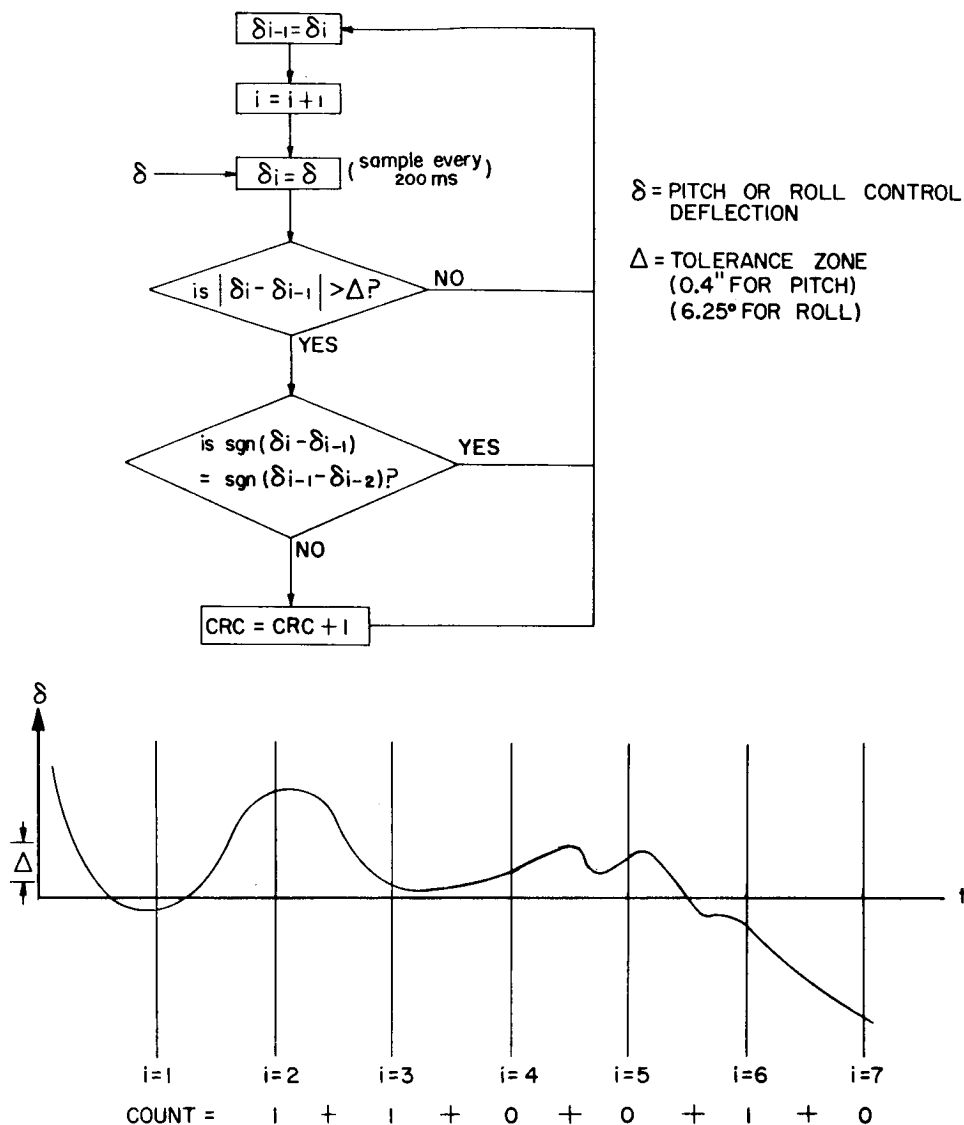 δi-1 = δi
i = i + 1
δ
δi = δ
(sample every
200 ms)
is |δi - δi-1| > Δ?
NO
YES
is sgn(δi - δi-1)
= sgn(δi-1 - δi-2)?
YES
NO
CRC = CRC + 1
δ = PITCH OR ROLL CONTROL
DEFLECTION
Δ = TOLERANCE ZONE
(0.4" FOR PITCH)
(6.25° FOR ROLL)
δ
Δ
t
i=1 i=2 i=3 i=4 i=5 i=6 i=7
COUNT = 1 + 1 + 0 + 0 + 1 + 0